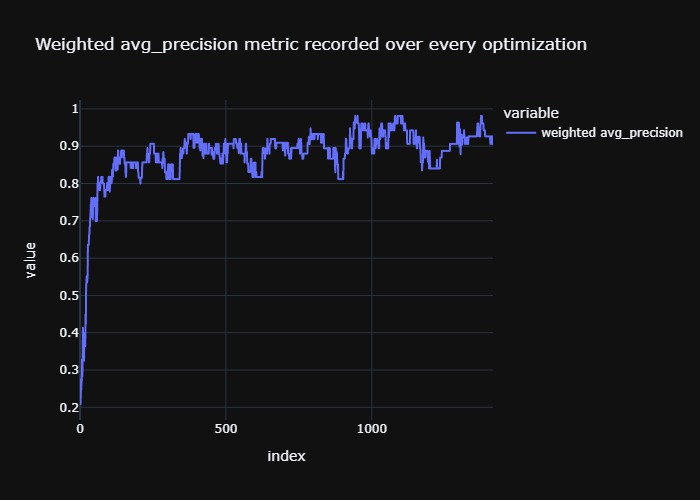 Weighted avg_precision metric recorded over every optimization
variable
weighted avg_precision
value
1
0.9
0.8
0.7
0.6
0.5
0.4
0.3
0.2
0
500
1000
index